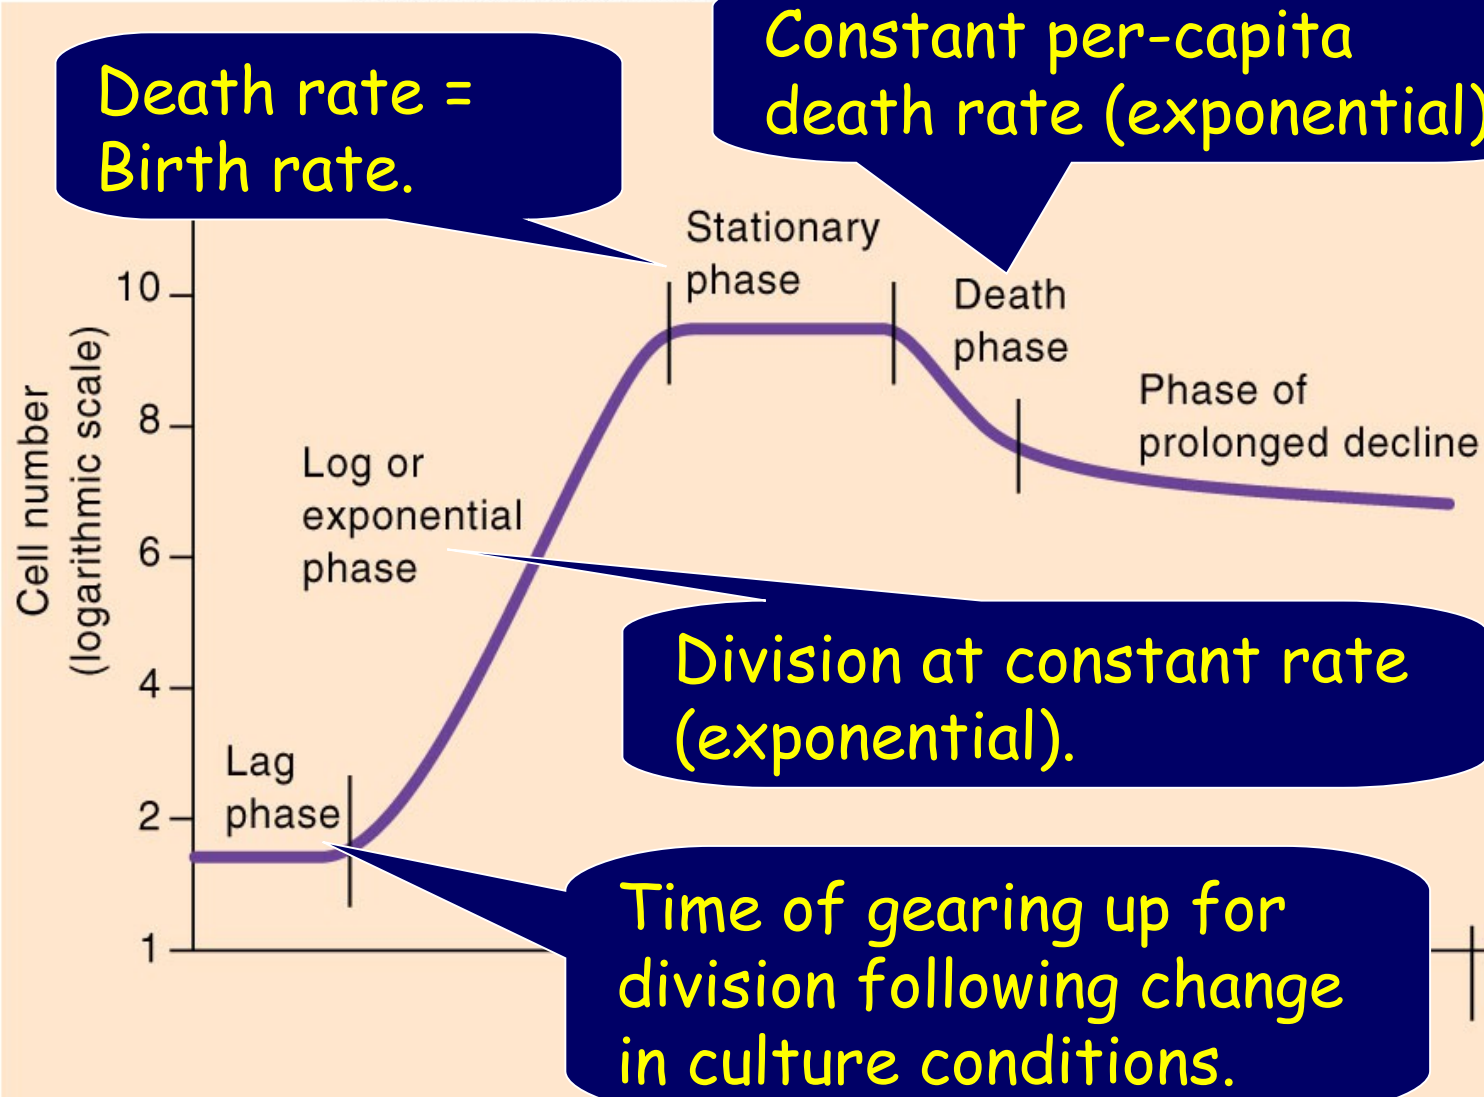 Constant per-capita
death rate (exponential)
Death rate =
Birth rate.
Stationary
phase
Death
phase
Phase of
prolonged decline
Log or
exponential
phase
Division at constant rate
(exponential).
Lag
phase
Time of gearing up for
division following change
in culture conditions.
Cell number
(logarithmic scale)
10
8
6
4
2
1